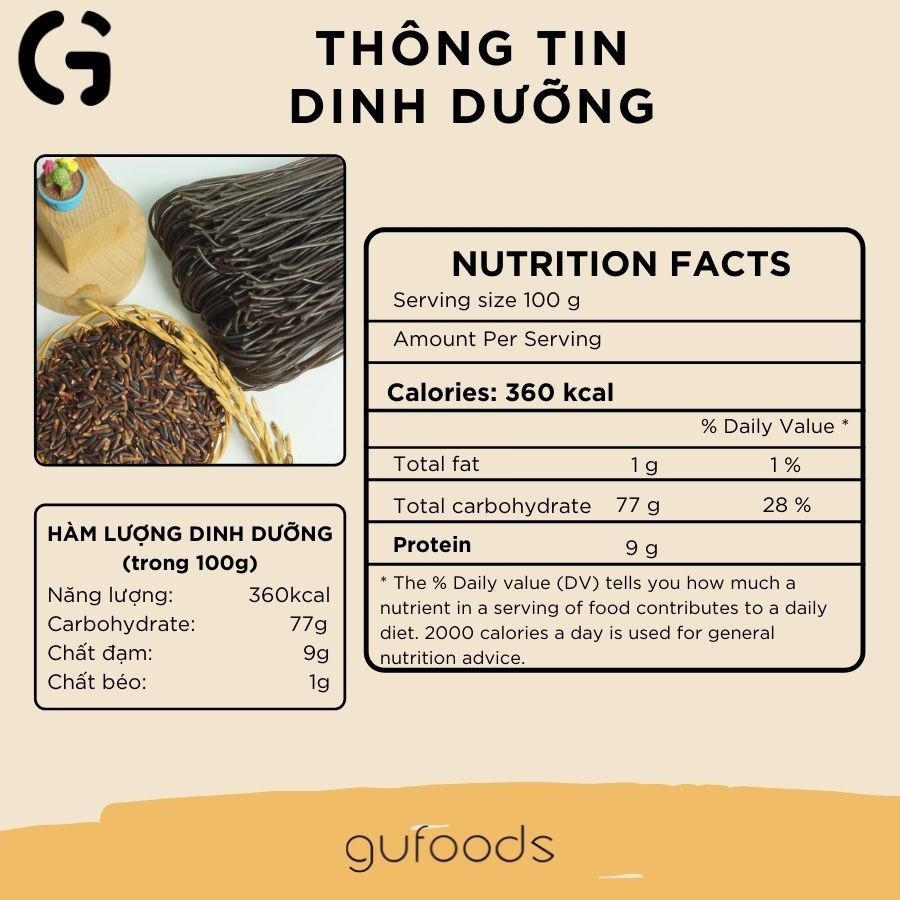 THÔNG TIN
DINH DƯỠNG
NUTRITION FACTS
Serving size 100 g
Amount Per Serving
Calories: 360 kcal
% Daily Value *
Total fat 1 g 1 %
Total carbohydrate 77 g 28 %
Protein 9 g
* The % Daily value (DV) tells you how much a
nutrient in a serving of food contributes to a daily
diet. 2000 calories a day is used for general
nutrition advice.
HÀM LƯỢNG DINH DƯỠNG
(trong 100g)
Năng lượng: 360kcal
Carbohydrate: 77g
Chất đạm: 9g
Chất béo: 1g
gufoods